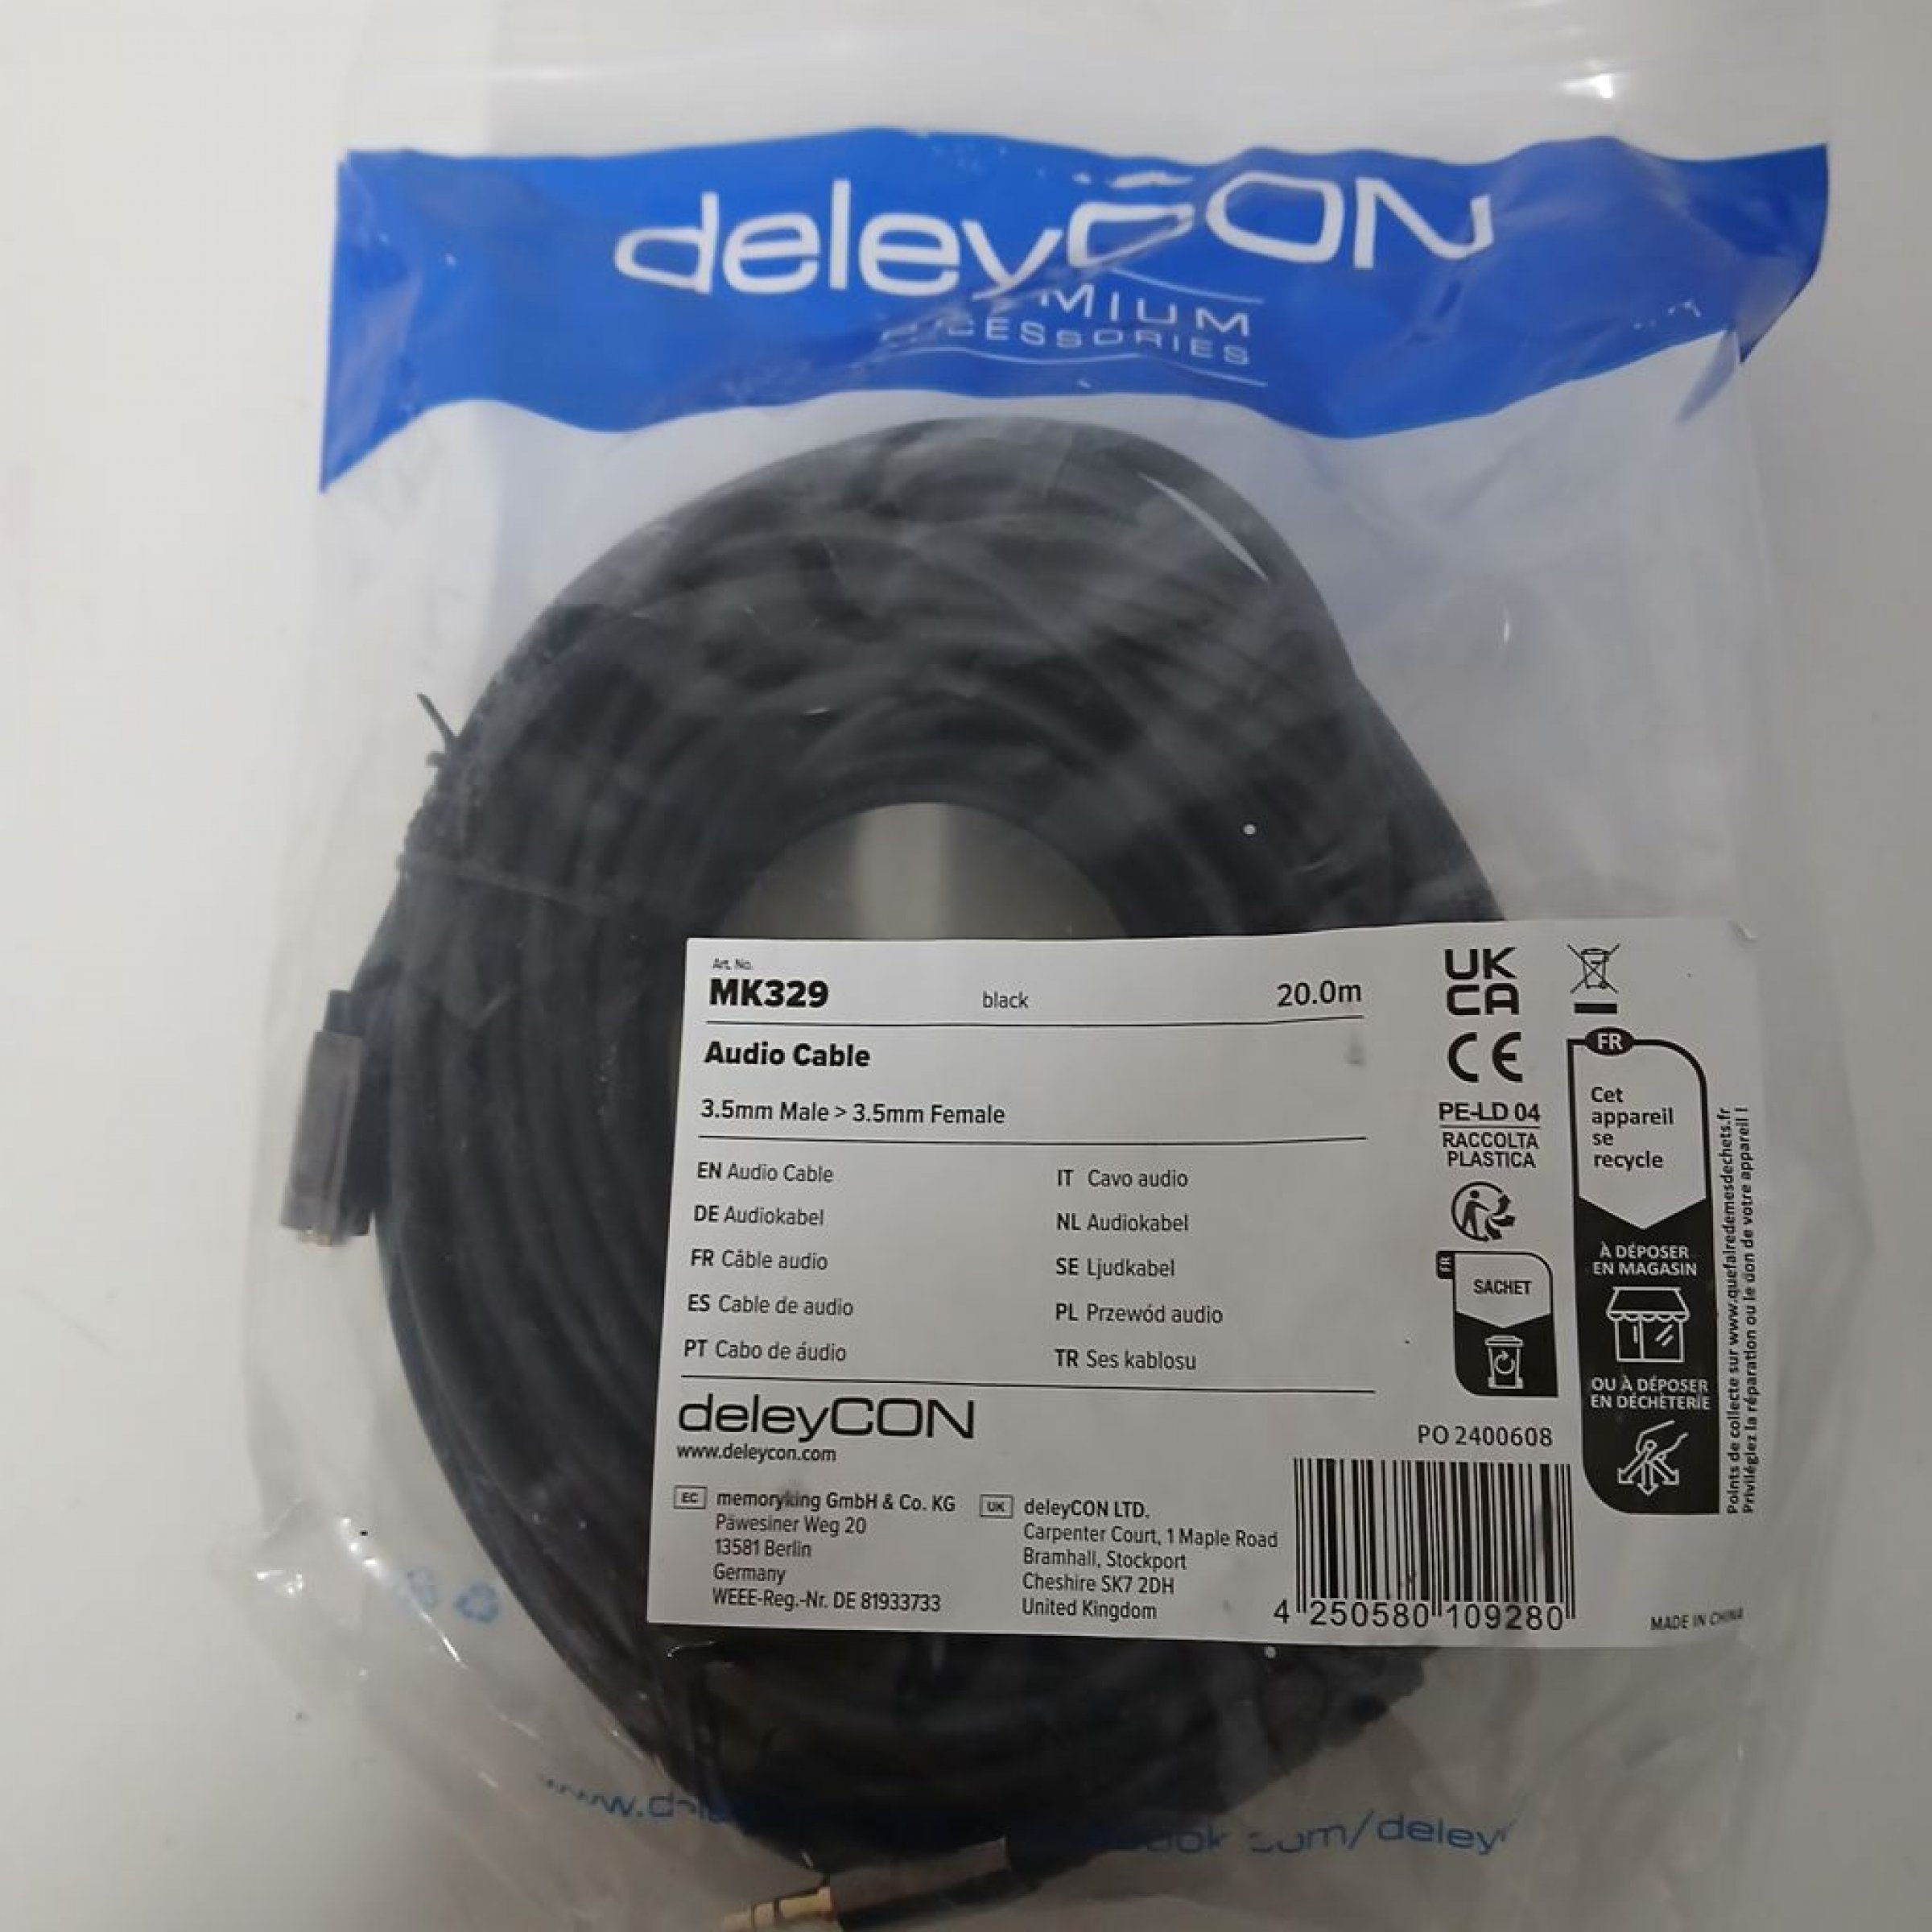 deleyCON
MIUM
ACCESSORIES
Art. No.
MK329 black 20.0m
Audio Cable
3.5mm Male > 3.5mm Female
EN Audio Cable
DE Audiokabel
FR Câble audio
ES Cable de audio
PT Cabo de áudio
IT Cavo audio
NL Audiokabel
SE Ljudkabel
PL Przewód audio
TR Ses kablosu
deleyCON
www.deleycon.com
EC memoryking GmbH & Co. KG
Päwesiner Weg 20
13581 Berlin
Germany
WEEE-Reg.-Nr. DE 81933733
UK deleyCON LTD.
Carpenter Court, 1 Maple Road
Bramhall, Stockport
Cheshire SK7 2DH
United Kingdom
UK
CA
CE
PE-LD 04
RACCOLTA
PLASTICA
FR
SACHET
PO 2400608
4 250580 109280
FR
Cet
appareil
se
recycle
À DÉPOSER
EN MAGASIN
OU À DÉPOSER
EN DÉCHÈTERIE
Points de collecte sur www.quefairedemesdechets.fr
Privilégiez la réparation ou le don de votre appareil !
MADE IN CHINA
com/deley